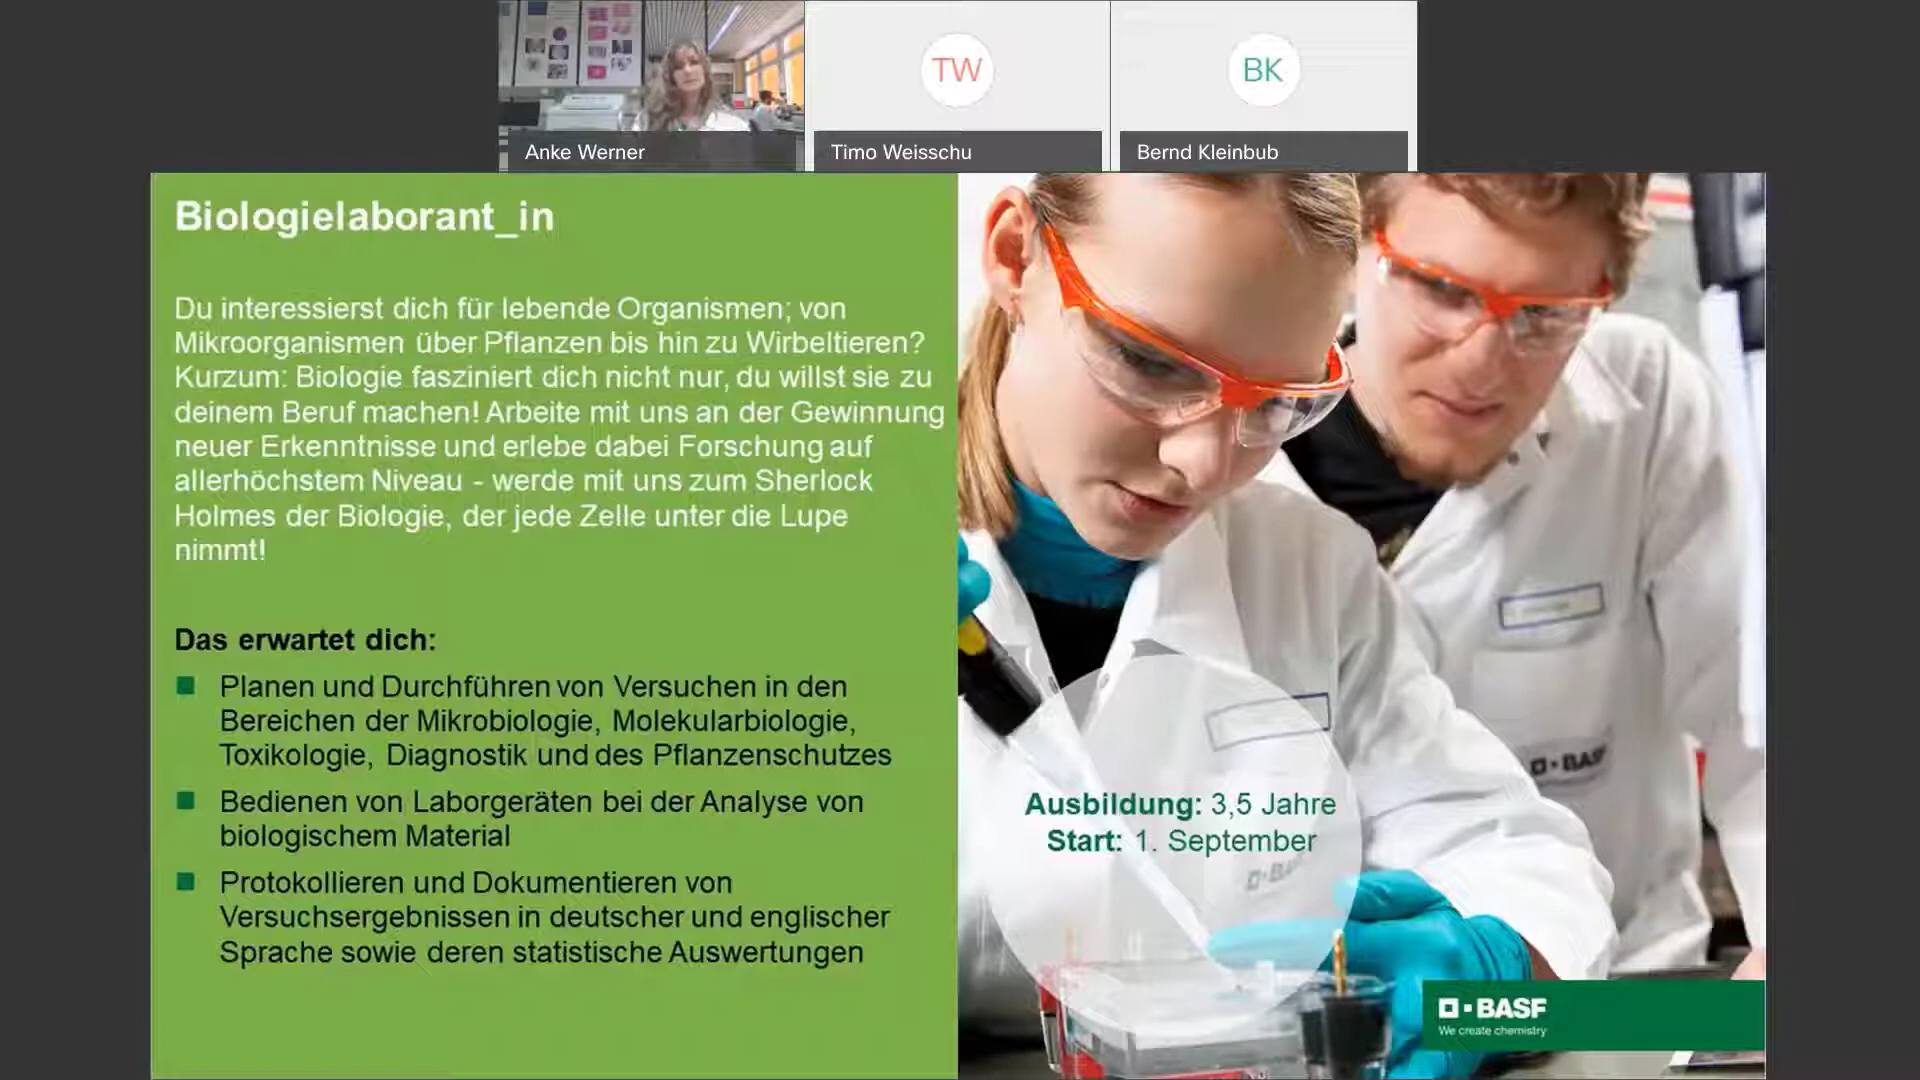 TW
BK
Anke Werner
Timo Weisschu
Bernd Kleinbub
Biologielaborant_in
Du interessierst dich für lebende Organismen; von
Mikroorganismen über Pflanzen bis hin zu Wirbeltieren?
Kurzum: Biologie fasziniert dich nicht nur, du willst sie zu
deinem Beruf machen! Arbeite mit uns an der Gewinnung
neuer Erkenntnisse und erlebe dabei Forschung auf
allerhöchstem Niveau - werde mit uns zum Sherlock
Holmes der Biologie, der jede Zelle unter die Lupe
nimmt!
Das erwartet dich:
Planen und Durchführen von Versuchen in den
Bereichen der Mikrobiologie, Molekularbiologie,
Toxikologie, Diagnostik und des Pflanzenschutzes
Bedienen von Laborgeräten bei der Analyse von
biologischem Material
Protokollieren und Dokumentieren von
Versuchsergebnissen in deutscher und englischer
Sprache sowie deren statistische Auswertungen
BASF
Ausbildung: 3,5 Jahre
Start: 1. September
BASF
We create chemistry